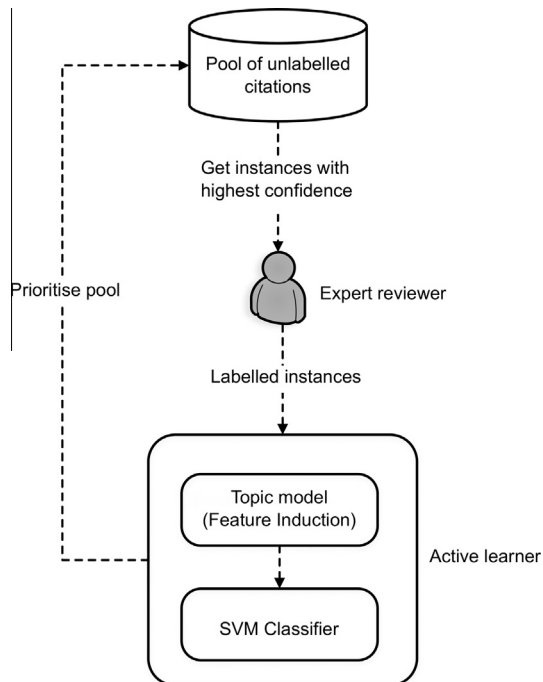 Pool of unlabelled
citations
Get instances with
highest confidence
Prioritise pool
Expert reviewer
Labelled instances
Topic model
(Feature Induction)
Active learner
SVM Classifier